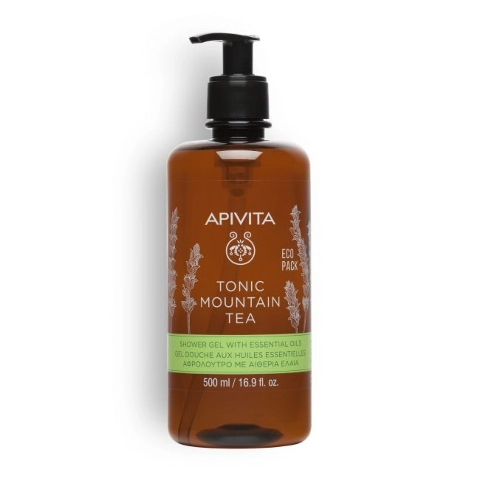 APIVITA
ECO
PACK
TONIC
MOUNTAIN
TEA
SHOWER GEL WITH ESSENTIAL OILS
GEL DOUCHE AUX HUILES ESSENTIELLES
ΑΦΡΟΛΟΥΤΡΟ ΜΕ ΑΙΘΕΡΙΑ ΕΛΑΙΑ
500 ml / 16.9 fl. oz.